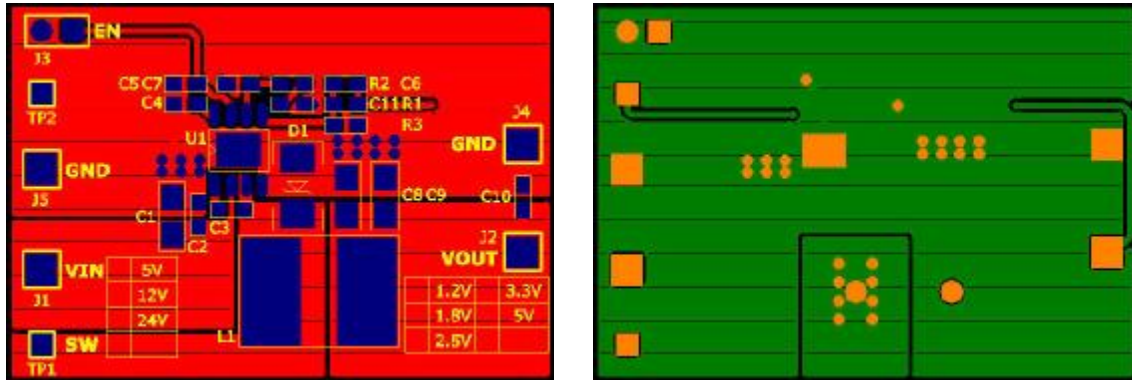 EN
J3
C5 C7 R2 C6
C4 C11 R1
TP2 R3
U1 D1 J4
GND GND
J5
C8 C9 C10
C1 C3
C2 J2
VOUT
VIN 5V
J1 12V 1.2V 3.3V
24V 1.8V 5V
L1 2.5V
SW
TP1